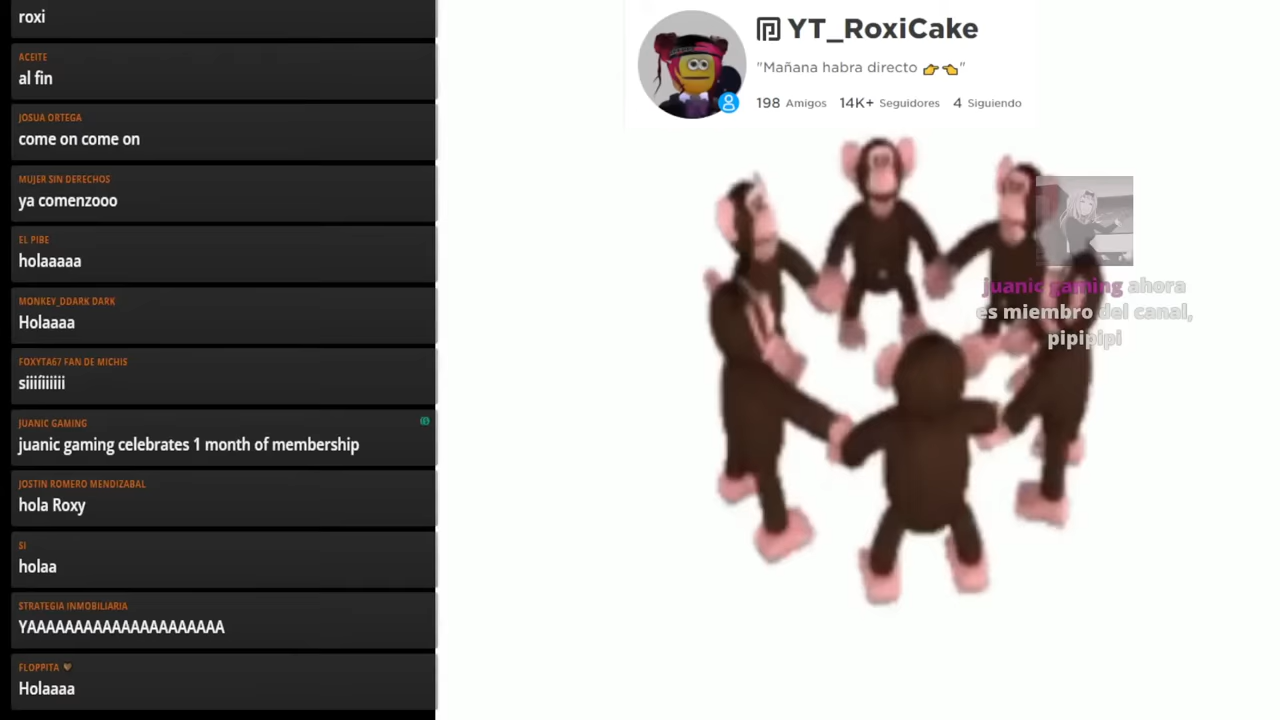 roxi
ACEITE
al fin
JOSUA ORTEGA
come on come on
MUJER SIN DERECHOS
ya comenzooo
EL PIBE
holaaaaa
MONKEY_DDARK DARK
Holaaaa
FOXYTA67 FAN DE MICHIS
siiifiiiiii
JUANIC GAMING
juanic gaming celebrates 1 month of membership
JOSTIN ROMERO MENDIZABAL
hola Roxy
SI
holaa
STRATEGIA INMOBILIARIA
YAAAAAAAAAAAAAAAAAAAAA
FLOPPITA 🤎
Holaaaa
YT_RoxiCake
"Mañana habra directo 👉👈"
198 Amigos 14K+ Seguidores 4 Siguiendo
juanic gaming ahora
es miembro del canal,
pipipipi